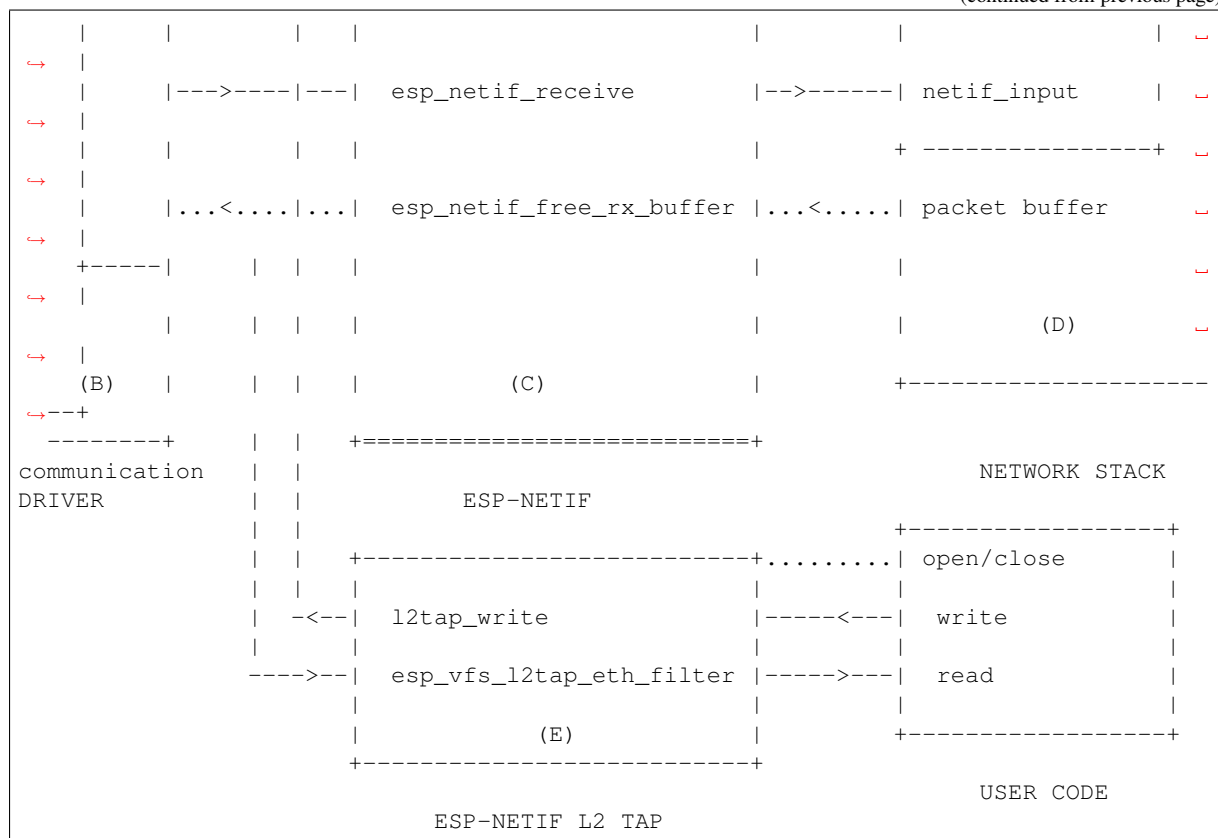 (continued from previous page)
|     |        | |                           |         |                 |  ␣
↪  |
|     |--->----|---|  esp_netif_receive        |-->------| netif_input     |  ␣
↪  |
|     |        |   |                           |         + ----------------+  ␣
↪  |
|     |...<....|...|  esp_netif_free_rx_buffer |...<.....| packet buffer      ␣
↪  |
+-----|     |  |   |                           |         |                    ␣
↪  |
|     |  |   |                           |         |         (D)        ␣
↪  |
(B)   |     |  |   |          (C)              |         +---------------------
↪--+
--------+     |  |   +===========================+
communication   |  |                                               NETWORK STACK
DRIVER          |  |           ESP-NETIF
|  |                                         +------------------+
|  |   +---------------------------+.........| open/close       |
|  |   |                           |         |                  |
|  -<--|  l2tap_write              |-----<---|  write           |
|      |                           |         |                  |
---->--|  esp_vfs_l2tap_eth_filter |----->---|  read            |
|                           |         |                  |
|            (E)            |         +------------------+
+---------------------------+
USER CODE
ESP-NETIF L2 TAP